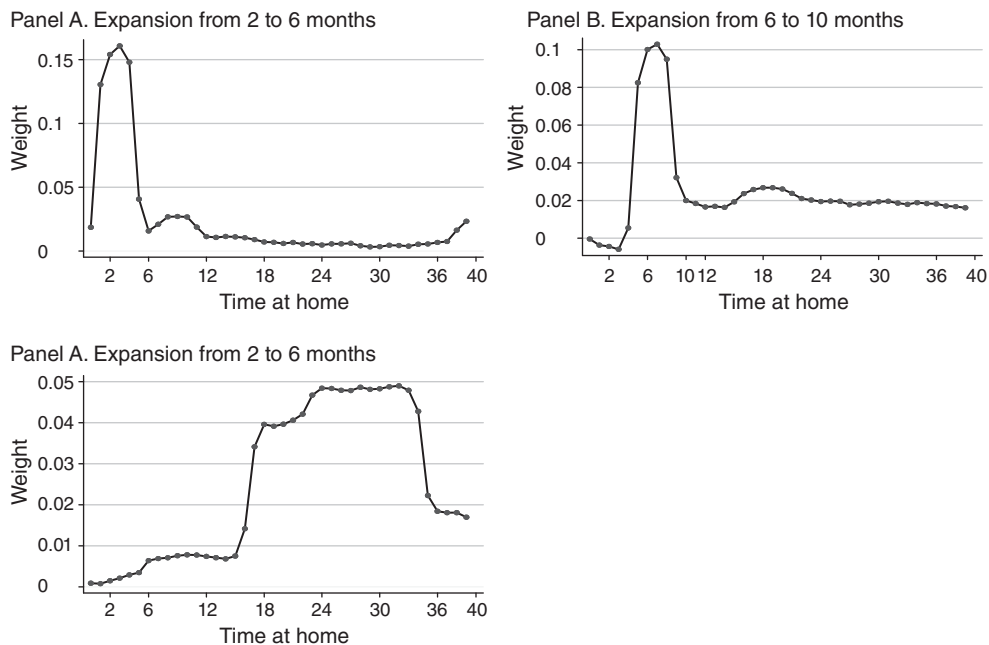 Panel A. Expansion from 2 to 6 months
0.15
0.1
0.05
0
Weight
2 6 12 18 24 30 36 40
Time at home
Panel B. Expansion from 6 to 10 months
0.1
0.08
0.06
0.04
0.02
0
Weight
2 6 10 12 18 24 30 36 40
Time at home
Panel A. Expansion from 2 to 6 months
0.05
0.04
0.03
0.02
0.01
0
Weight
2 6 12 18 24 30 36 40
Time at home